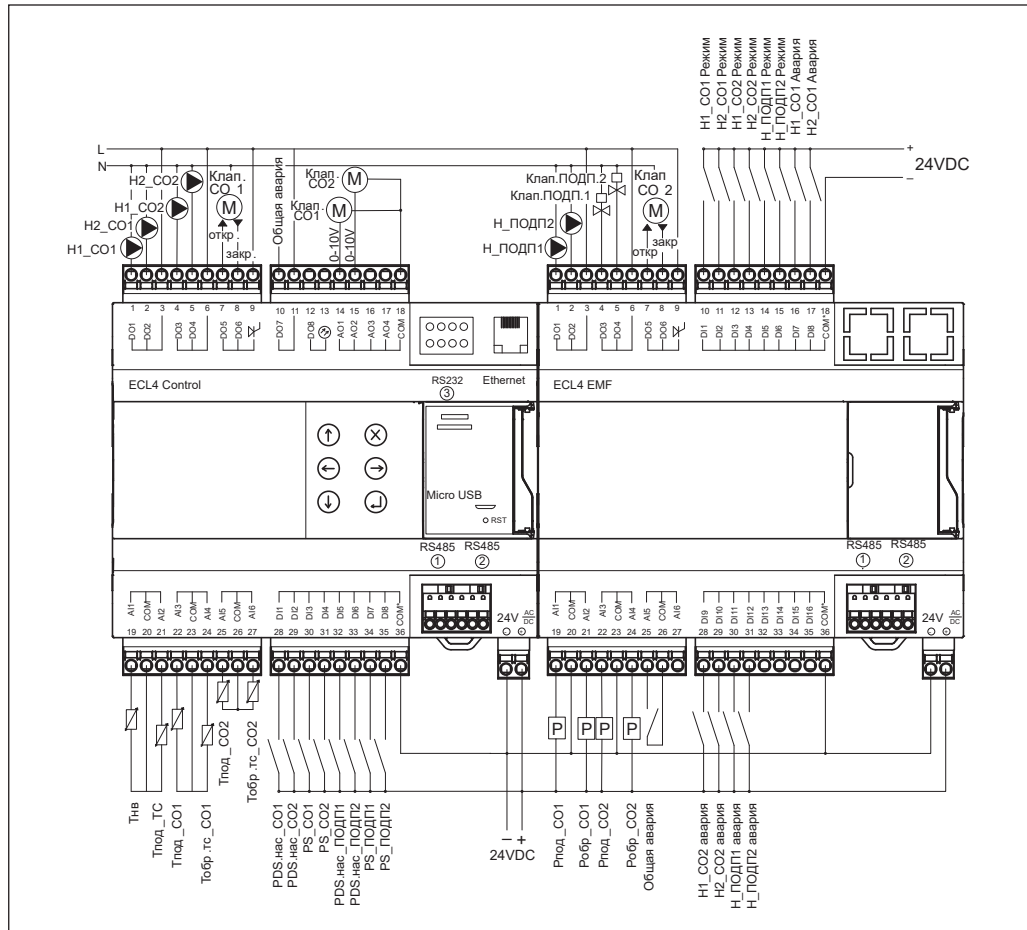 H1_CO1 Режим
H2_CO1 Режим
H1_CO2 Режим
H2_CO2 Режим
Н_ПОДП1 Режим
Н_ПОДП2 Режим
H1_CO1 Авария
H2_CO1 Авария
L
N
+
24VDC
–
H2_CO2
H1_CO2
H2_CO1
H1_CO1
Клап.
CO_1
M
откр.
закр.
Общая авария
Клап.
CO2
M
Клап.
CO1
M
0-10V
0-10V
Клап.ПОДП.2
Клап.ПОДП.1
Н_ПОДП2
Н_ПОДП1
Клап
CO 2
M
откр
закр
1 2 3 4 5 6 7 8 9
DO1 DO2 DO3 DO4 DO5 DO6
10 11 12 13 14 15 16 17 18
DO7 DO8 AO1 AO2 AO3 AO4 COM
1 2 3 4 5 6 7 8 9
DO1 DO2 DO3 DO4 DO5 DO6
10 11 12 13 14 15 16 17 18
DI1 DI2 DI3 DI4 DI5 DI6 DI7 DI8 COM*
ECL4 Control
RS232
3
Ethernet
ECL4 EMF
Micro USB
RST
RS485
1
RS485
2
RS485
1
RS485
2
AI1 COM AI2 AI3 COM AI4 AI5 COM AI6
19 20 21 22 23 24 25 26 27
DI1 DI2 DI3 DI4 DI5 DI6 DI7 DI8 COM*
28 29 30 31 32 33 34 35 36
24V AC DC
– +
AI1 COM AI2 AI3 COM AI4 AI5 COM AI6
19 20 21 22 23 24 25 26 27
DI9 DI10 DI11 DI12 DI13 DI14 DI15 DI16 COM*
28 29 30 31 32 33 34 35 36
24V AC DC
– +
Тнв
Тпод_ТС
Тпод_CO1
Тобр.тс_CO1
Тпод_CO2
Тобр.тс_CO2
PDS.нас_CO1
PDS.нас_CO2
PS_CO1
PS_CO2
PDS.нас_ПОДП1
PDS.нас_ПОДП2
PS_ПОДП1
PS_ПОДП2
– +
24VDC
P
P
P
P
Рпод_CO1
Робр_CO1
Рпод_CO2
Робр_CO2
Общая авария
H1_CO2 авария
H2_CO2 авария
Н_ПОДП1 авария
Н_ПОДП2 авария